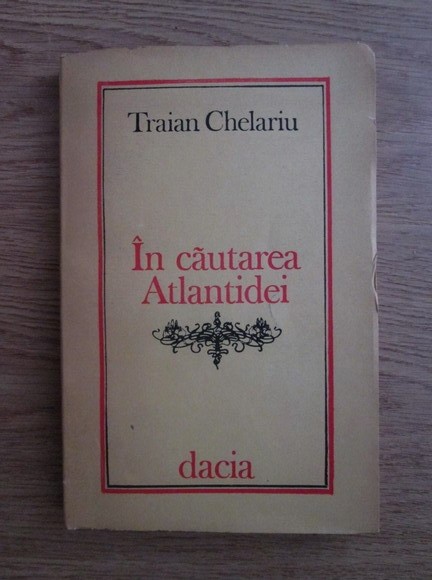 Traian Chelariu
În căutarea
Atlantidei
dacia